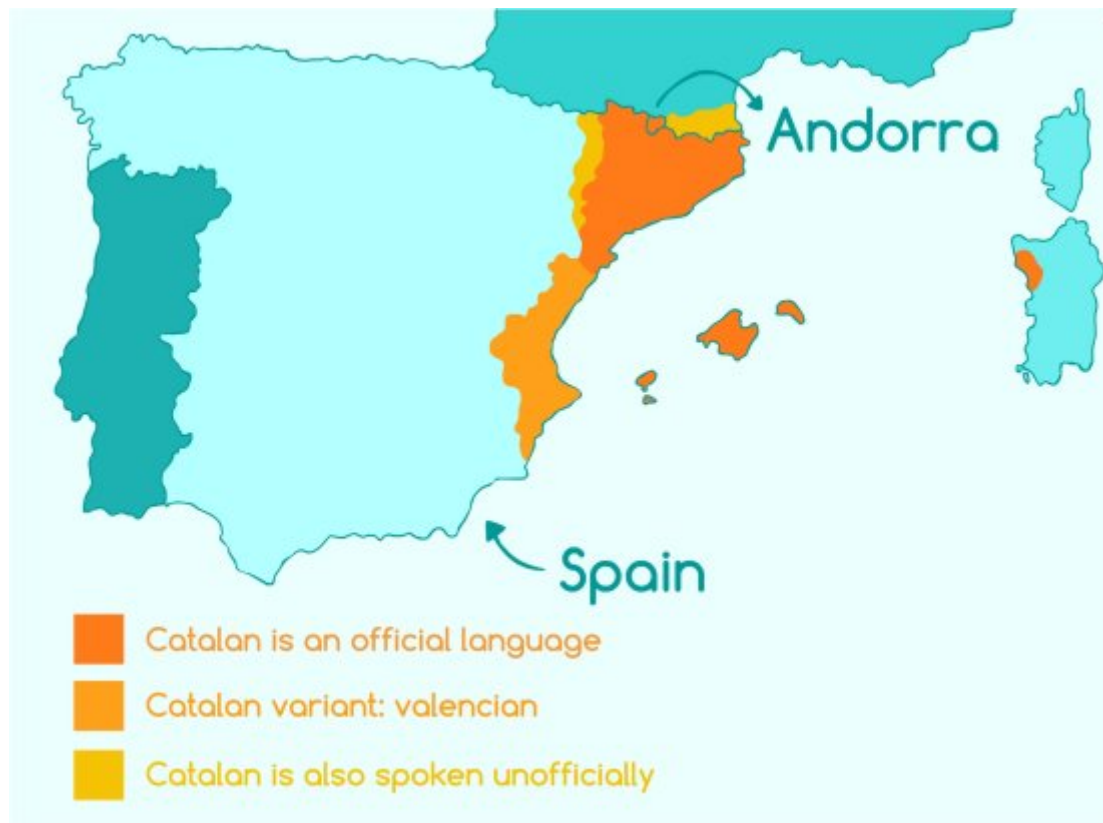 Andorra
Spain
Catalan is an official language
Catalan variant: valencian
Catalan is also spoken unofficially